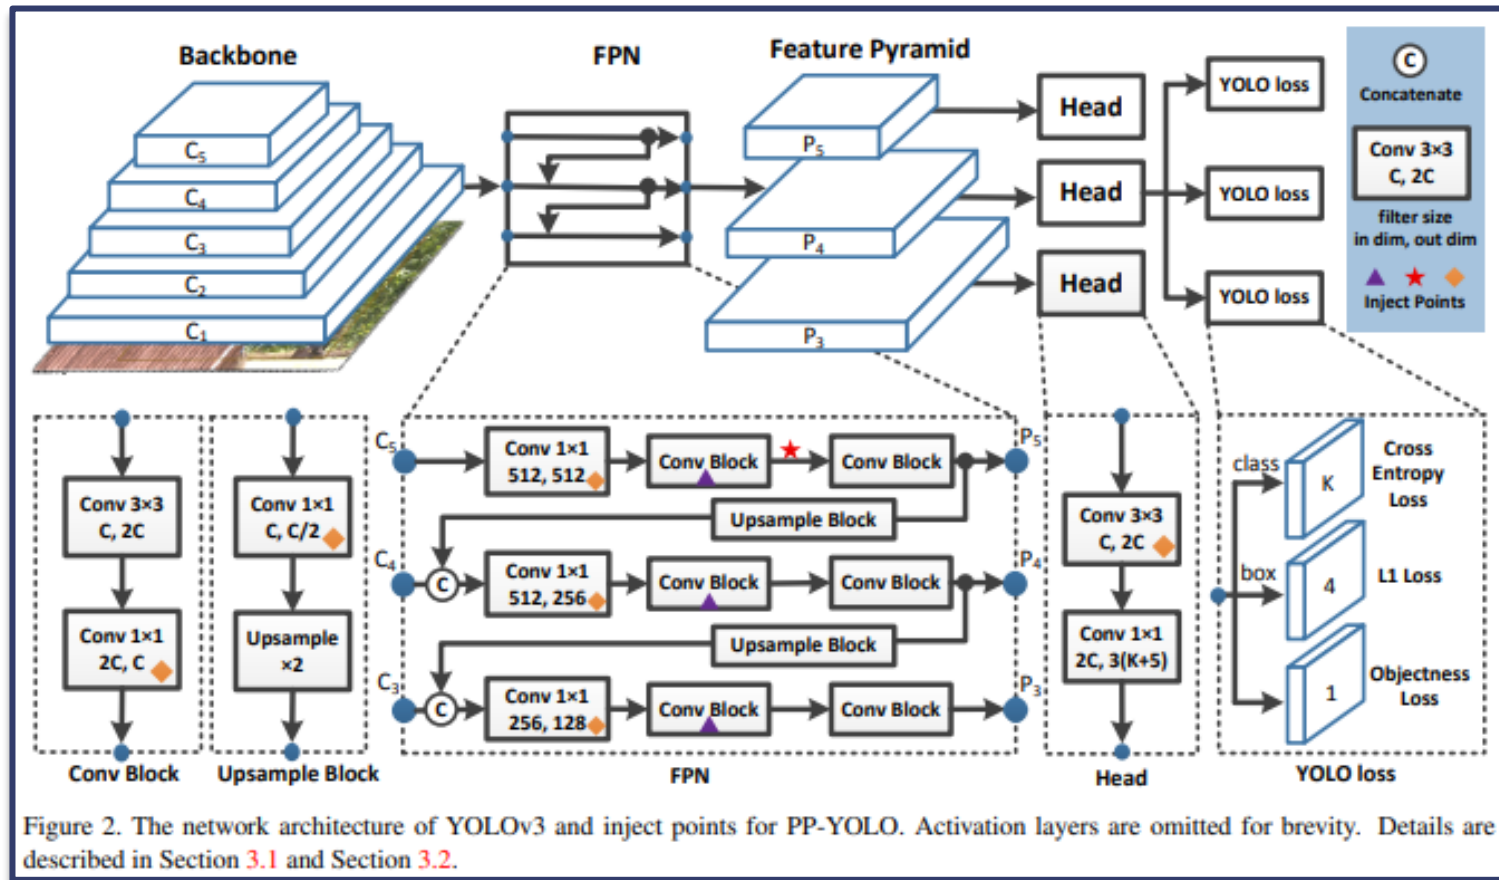 Backbone
FPN
Feature Pyramid
C5
C4
C3
C2
C1
P5
P4
P3
Head
Head
Head
YOLO loss
YOLO loss
YOLO loss
C
Concatenate
Conv 3×3
C, 2C
filter size
in dim, out dim
Inject Points
Conv 3×3
C, 2C
Conv 1×1
2C, C
Conv Block
Conv 1×1
C, C/2
Upsample
×2
Upsample Block
C5
Conv 1×1
512, 512
Conv Block
Conv Block
P5
Upsample Block
C4
C
Conv 1×1
512, 256
Conv Block
Conv Block
P4
Upsample Block
C3
C
Conv 1×1
256, 128
Conv Block
Conv Block
P3
FPN
Conv 3×3
C, 2C
Conv 1×1
2C, 3(K+5)
Head
class
K
Cross
Entropy
Loss
box
4
L1 Loss
1
Objectness
Loss
YOLO loss
Figure 2. The network architecture of YOLOv3 and inject points for PP-YOLO. Activation layers are omitted for brevity. Details are
described in Section 3.1 and Section 3.2.